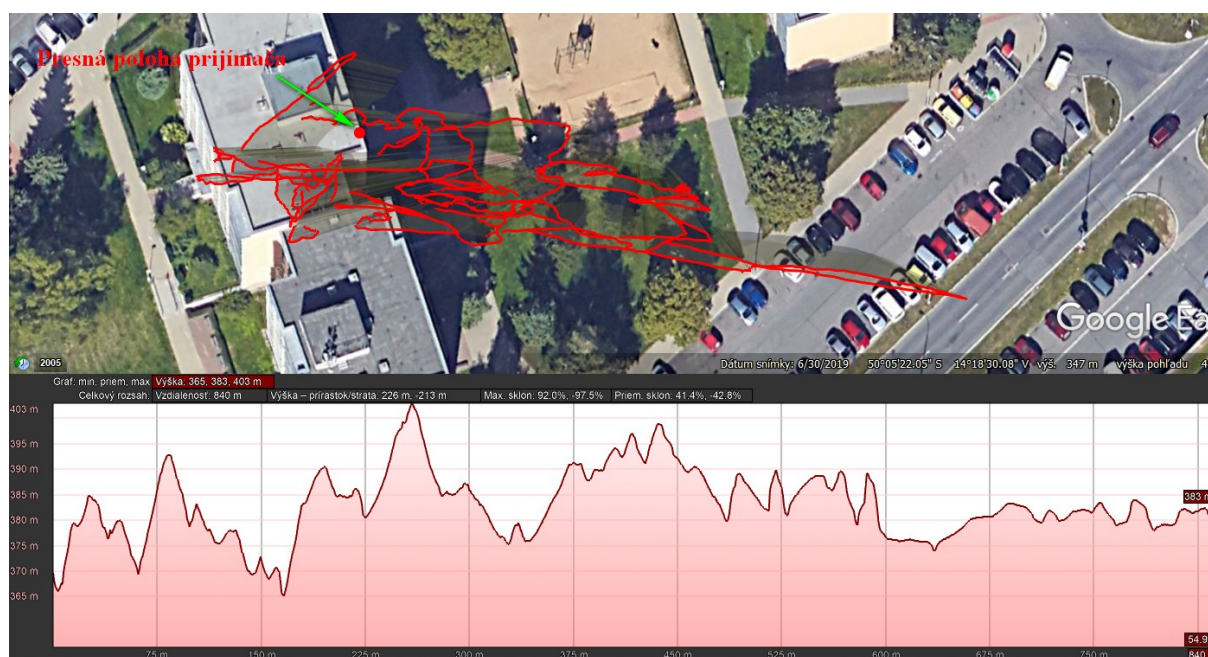 Presná poloha prijímača
Google Ea
2005
Dátum snímky: 6/30/2019 50°05'22.05" S 14°18'30.08" V výš. 347 m výška pohľadu 4
Graf: min. priem. max Výška: 365, 383, 403 m
Celkový rozsah: Vzdialenosť: 840 m Výška – prírastok/strata: 226 m, -213 m Max. sklon: 92.0%, -97.5% Priem. sklon: 41.4%, -42.8%
403 m
395 m
390 m
385 m
383 m
380 m
375 m
370 m
365 m
54.9
75 m 150 m 225 m 300 m 375 m 450 m 525 m 600 m 675 m 750 m 840